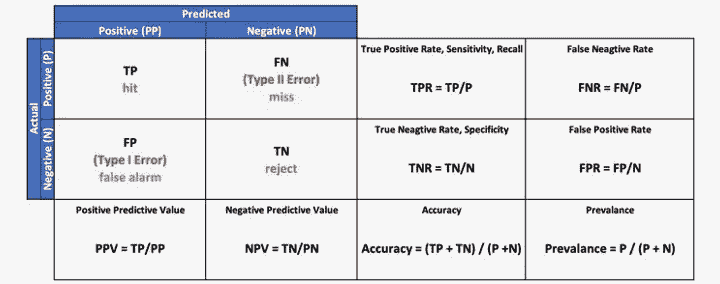 Predicted
Positive (PP)
Negative (PN)
Actual
Positive (P)
TP
hit
FN
(Type II Error)
miss
True Positive Rate, Sensitivity, Recall
TPR = TP/P
False Neagtive Rate
FNR = FN/P
Negative (N)
FP
(Type I Error)
false alarm
TN
reject
True Neagtive Rate, Specificity
TNR = TN/N
False Positive Rate
FPR = FP/N
Positive Predictive Value
PPV = TP/PP
Negative Predictive Value
NPV = TN/PN
Accuracy
Accuracy = (TP + TN) / (P +N)
Prevalance
Prevalance = P / (P + N)